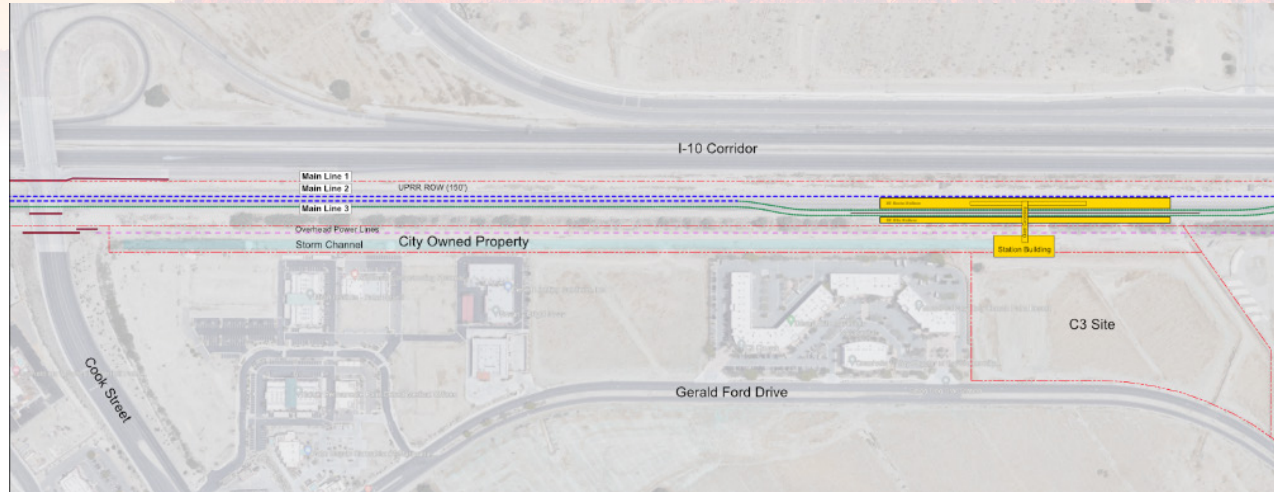 I-10 Corridor
Main Line 1
Main Line 2
UPRR ROW (150')
Main Line 3
Overhead Power Lines
Storm Channel
City Owned Property
Station Building
C3 Site
Cook Street
Gerald Ford Drive